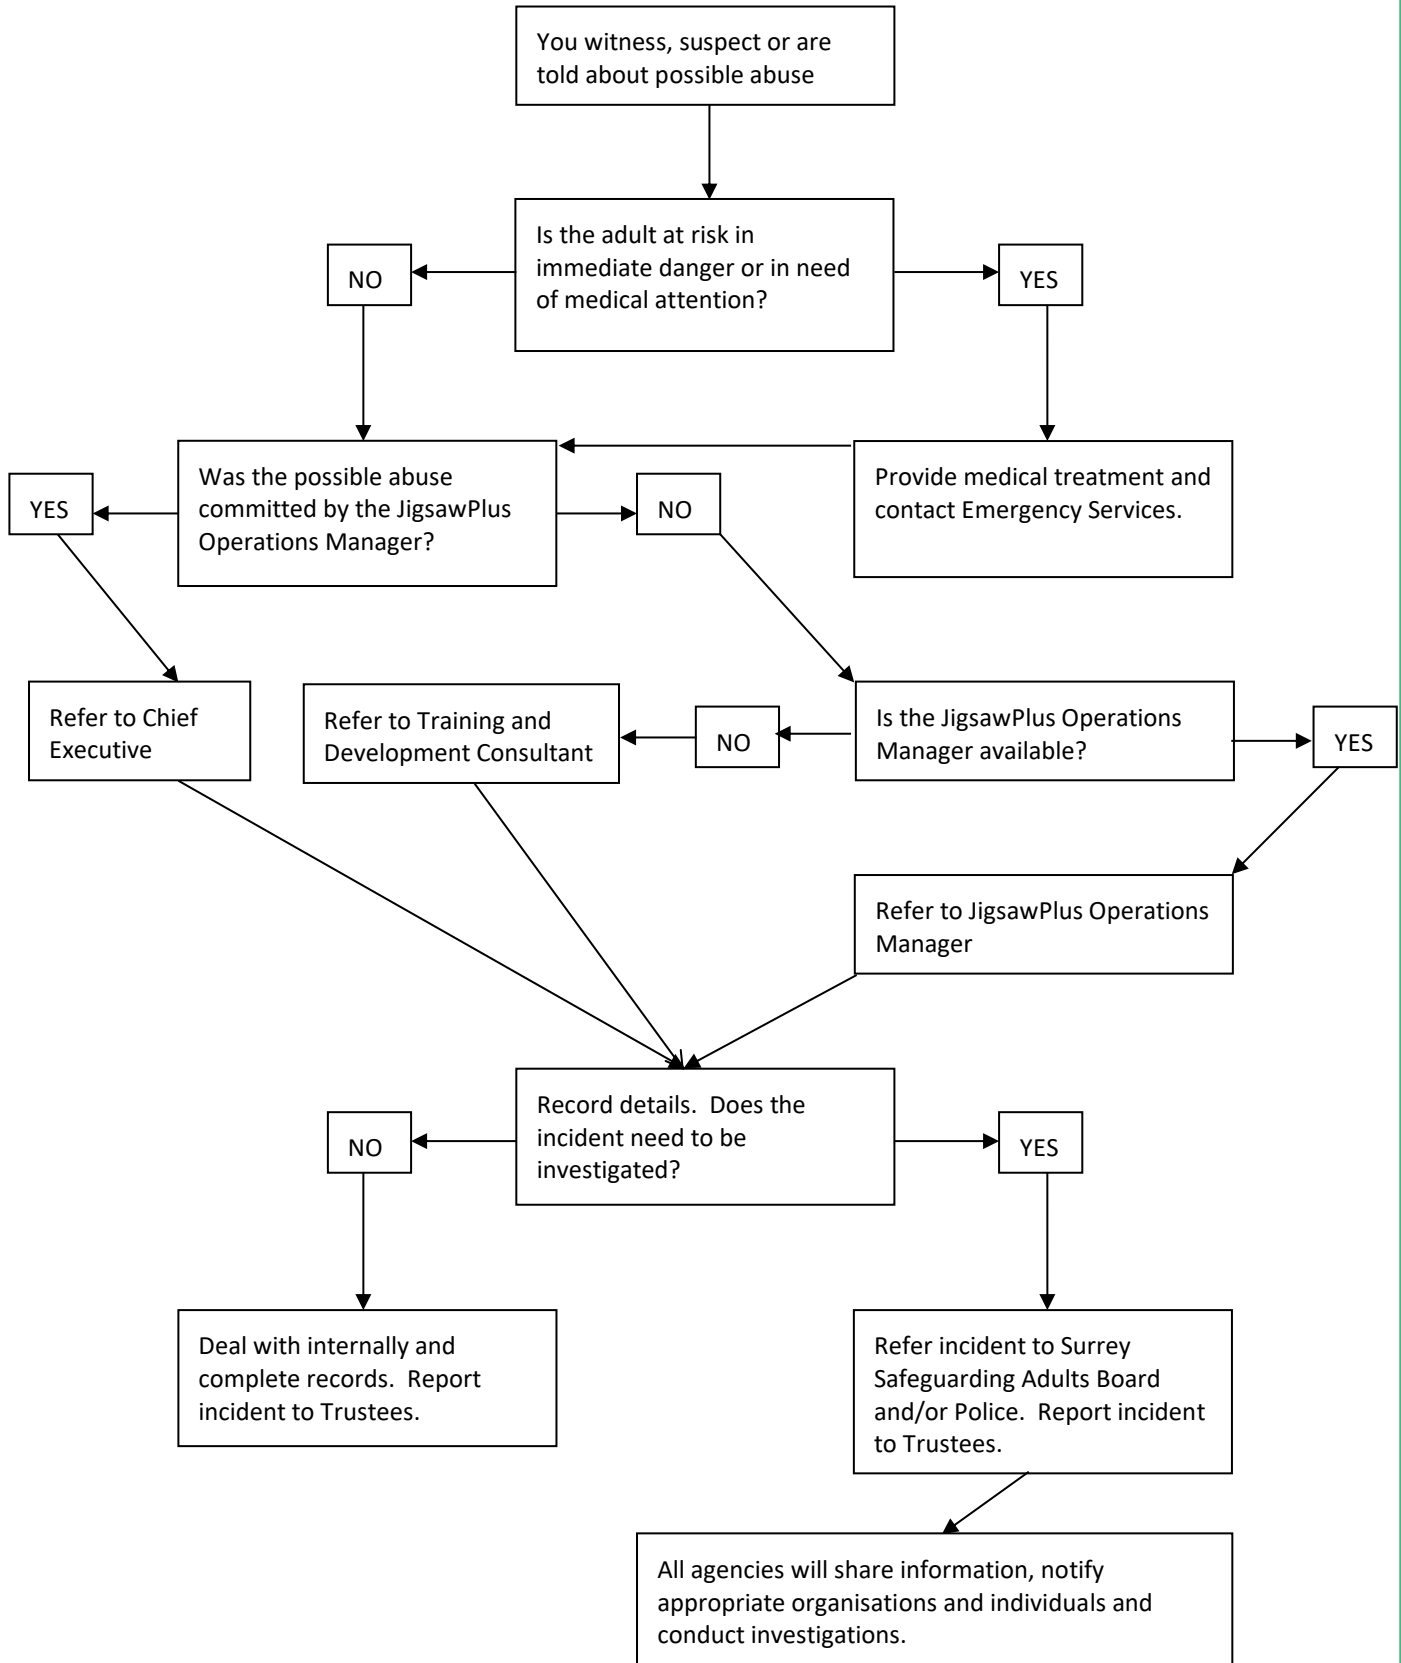 You witness, suspect or are
told about possible abuse
Is the adult at risk in
immediate danger or in need
of medical attention?
NO
YES
Was the possible abuse
committed by the JigsawPlus
Operations Manager?
YES
NO
Provide medical treatment and
contact Emergency Services.
Refer to Chief
Executive
Refer to Training and
Development Consultant
NO
Is the JigsawPlus Operations
Manager available?
YES
Refer to JigsawPlus Operations
Manager
Record details.  Does the
incident need to be
investigated?
NO
YES
Deal with internally and
complete records.  Report
incident to Trustees.
Refer incident to Surrey
Safeguarding Adults Board
and/or Police.  Report incident
to Trustees.
All agencies will share information, notify
appropriate organisations and individuals and
conduct investigations.